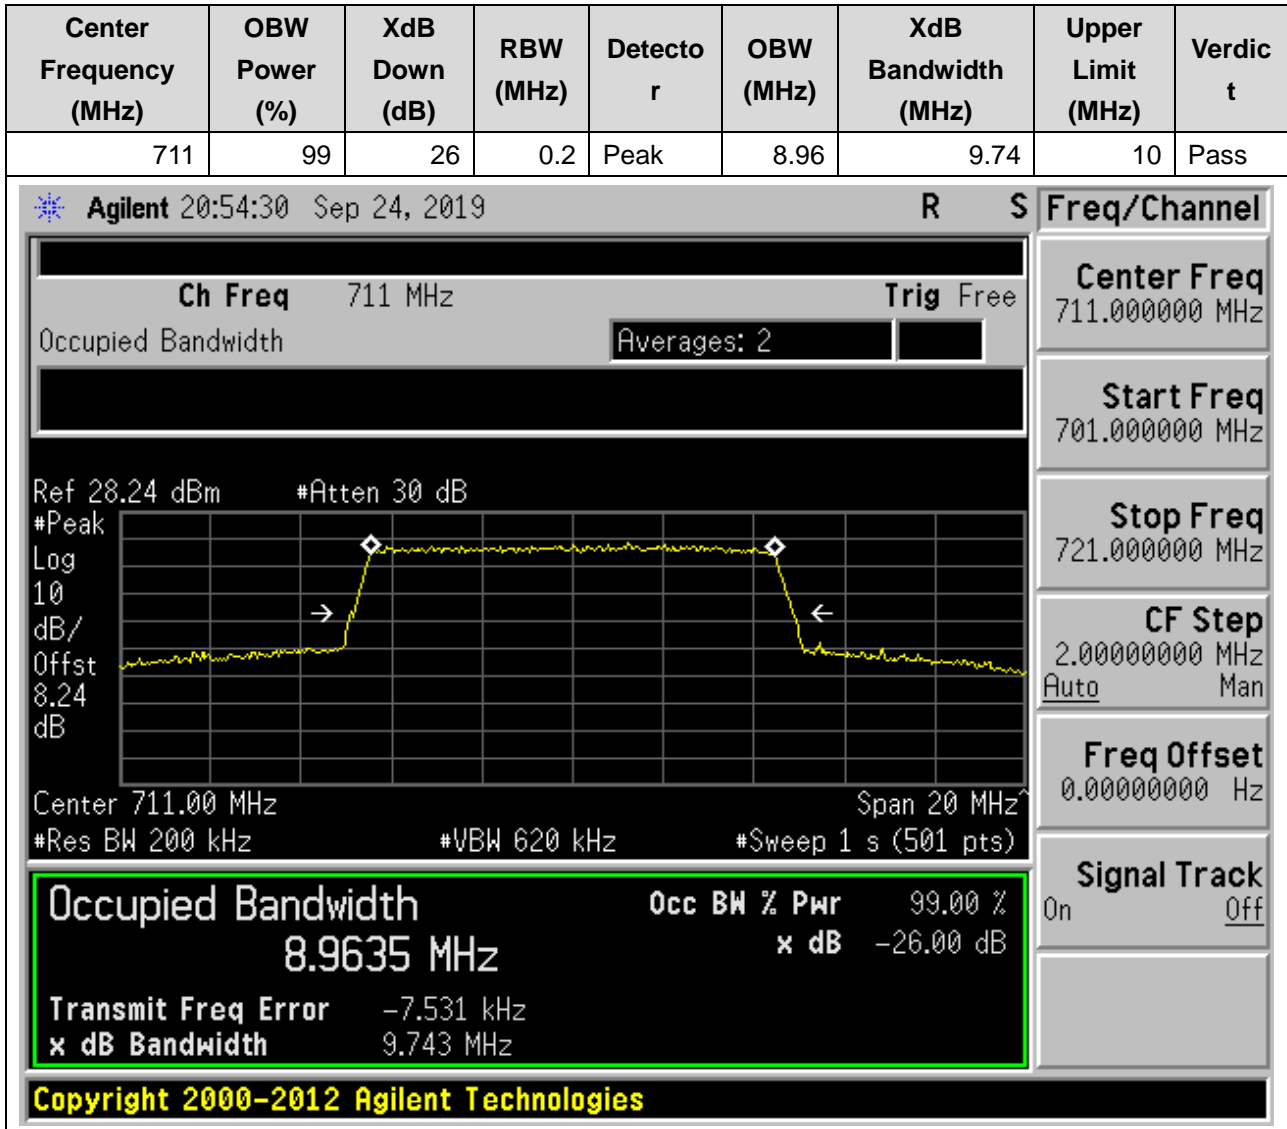 Center Frequency (MHz) OBW Power (%) XdB Down (dB) RBW (MHz) Detecto r OBW (MHz) XdB Bandwidth (MHz) Upper Limit (MHz) Verdic t
711 99 26 0.2 Peak 8.96 9.74 10 Pass
Agilent 20:54:30 Sep 24, 2019 R S Freq/Channel
Ch Freq 711 MHz Trig Free
Occupied Bandwidth Averages: 2
Center Freq
711.000000 MHz
Start Freq
701.000000 MHz
Stop Freq
721.000000 MHz
CF Step
2.00000000 MHz
Auto Man
Freq Offset
0.00000000 Hz
Signal Track
On Off
Ref 28.24 dBm #Atten 30 dB
#Peak
Log
10
dB/
Offst
8.24
dB
Center 711.00 MHz Span 20 MHz^
#Res BW 200 kHz #VBW 620 kHz #Sweep 1 s (501 pts)
Occupied Bandwidth Occ BW % Pwr 99.00 %
8.9635 MHz x dB -26.00 dB
Transmit Freq Error -7.531 kHz
x dB Bandwidth 9.743 MHz
Copyright 2000-2012 Agilent Technologies